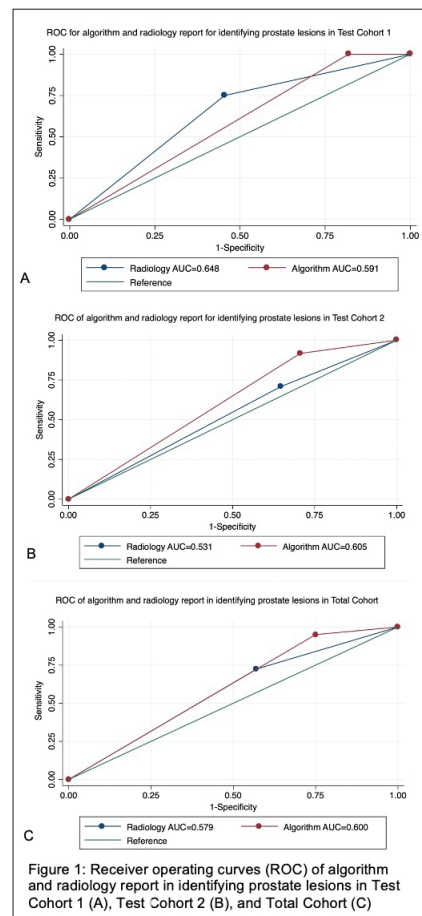 ROC for algorithm and radiology report for identifying prostate lesions in Test Cohort 1
1.00
0.75
0.50
0.25
0.00
Sensitivity
0.00 0.25 0.50 0.75 1.00
1-Specificity
A
Radiology AUC=0.648 Algorithm AUC=0.591
Reference
ROC of algorithm and radiology for identifying prostate lesions in Test Cohort 2
1.00
0.75
0.50
0.25
0.00
Sensitivity
0.00 0.25 0.50 0.75 1.00
1-Specificity
B
Radiology AUC=0.531 Algorithm AUC=0.605
Reference
ROC of algorithm and radiology report in identifying prostate lesions in Total Cohort
1.00
0.75
0.50
0.25
0.00
Sensitivity
0.00 0.25 0.50 0.75 1.00
1-Specificity
C
Radiology AUC=0.579 Algorithm AUC=0.600
Reference
Figure 1: Receiver operating curves (ROC) of algorithm
and radiology report in identifying prostate lesions in Test
Cohort 1 (A), Test Cohort 2 (B), and Total Cohort (C)